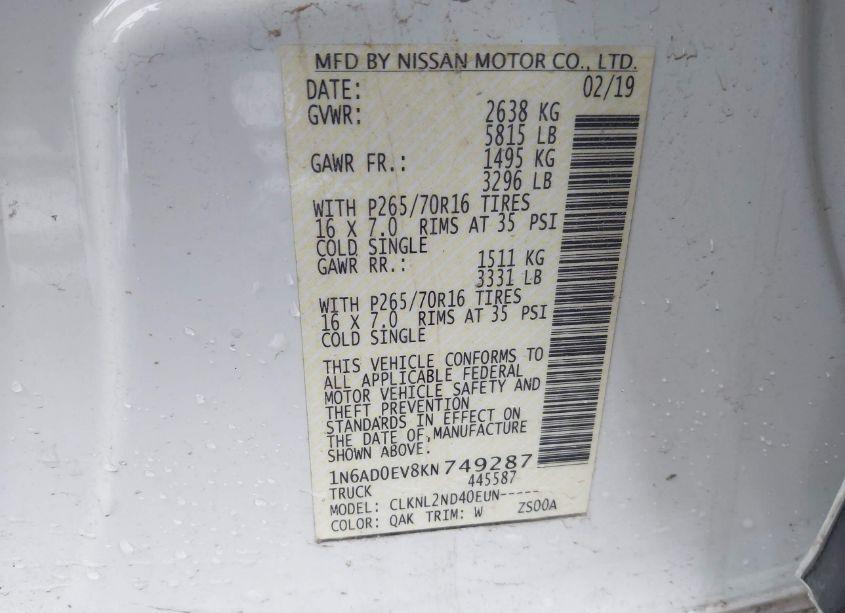 MFD BY NISSAN MOTOR CO., LTD.
DATE: 02/19
GVWR: 2638 KG
5815 LB
GAWR FR.: 1495 KG
3296 LB
WITH P265/70R16 TIRES
16 X 7.0 RIMS AT 35 PSI
COLD SINGLE
GAWR RR.: 1511 KG
3331 LB
WITH P265/70R16 TIRES
16 X 7.0 RIMS AT 35 PSI
COLD SINGLE
THIS VEHICLE CONFORMS TO
ALL APPLICABLE FEDERAL
MOTOR VEHICLE SAFETY AND
THEFT PREVENTION
STANDARDS IN EFFECT ON
THE DATE OF MANUFACTURE
SHOWN ABOVE.
1N6AD0EV8KN749287
TRUCK 445587
MODEL: CLKNL2ND40EUN-----
COLOR: QAK TRIM: W ZS00A